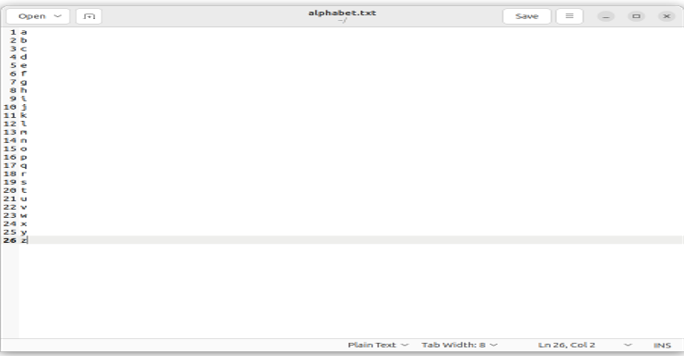 Open
alphabet.txt
~/
Save
1 a
2 b
3 c
4 d
5 e
6 f
7 g
8 h
9 i
10 j
11 k
12 l
13 m
14 n
15 o
16 p
17 q
18 r
19 s
20 t
21 u
22 v
23 w
24 x
25 y
26 z
Plain Text Tab Width: 8 Ln 26, Col 2 INS